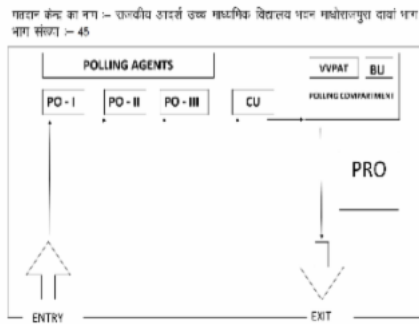 मतदान केन्द्र का नाम :– राजकीय आदर्श उच्च माध्यमिक विद्यालय भवन माधोराजपुरा दायां भाग
भाग संख्या :– 45
POLLING AGENTS
VVPAT BU
POLLING COMPARTMENT
PO - I PO - II PO - III CU
PRO
ENTRY EXIT